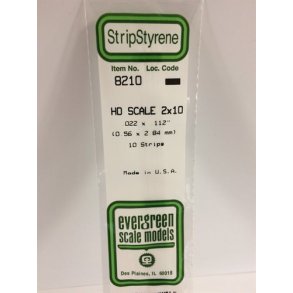 StripStyrene
Item No. Loc. Code
8210
HO SCALE 2x10
.022 x .112"
(0.56 x 2.84 mm)
10 Strips
Made in U.S.A.
evergreen
scale models
Des Plaines, IL 60018